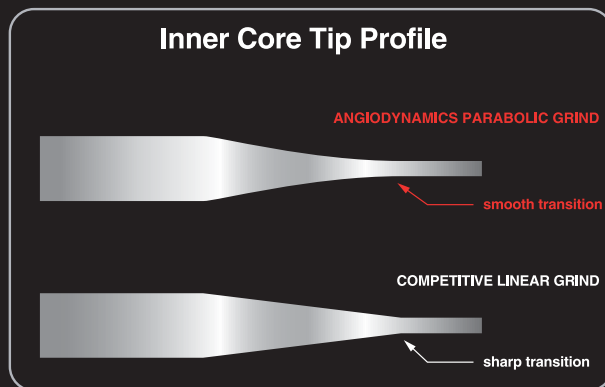 Inner Core Tip Profile
ANGIODYNAMICS PARABOLIC GRIND
smooth transition
COMPETITIVE LINEAR GRIND
sharp transition